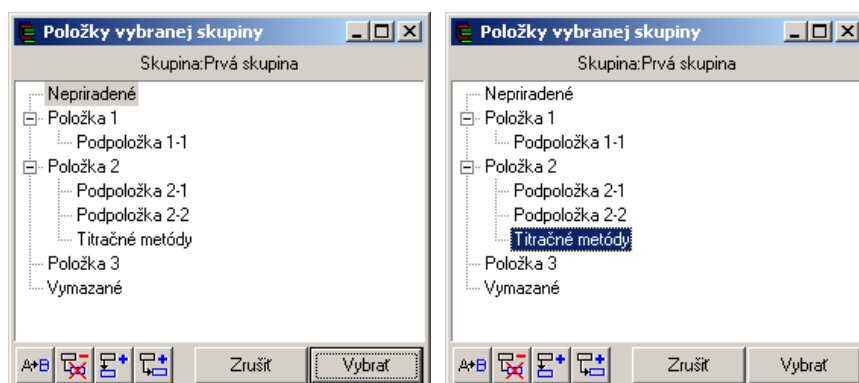 Položky vybranej skupiny
Skupina:Prvá skupina
Nepriradené
Položka 1
Podpoložka 1-1
Položka 2
Podpoložka 2-1
Podpoložka 2-2
Titračné metódy
Položka 3
Vymazané
A→B
Zrušiť
Vybrať
Položky vybranej skupiny
Skupina:Prvá skupina
Nepriradené
Položka 1
Podpoložka 1-1
Položka 2
Podpoložka 2-1
Podpoložka 2-2
Titračné metódy
Položka 3
Vymazané
A→B
Zrušiť
Vybrať